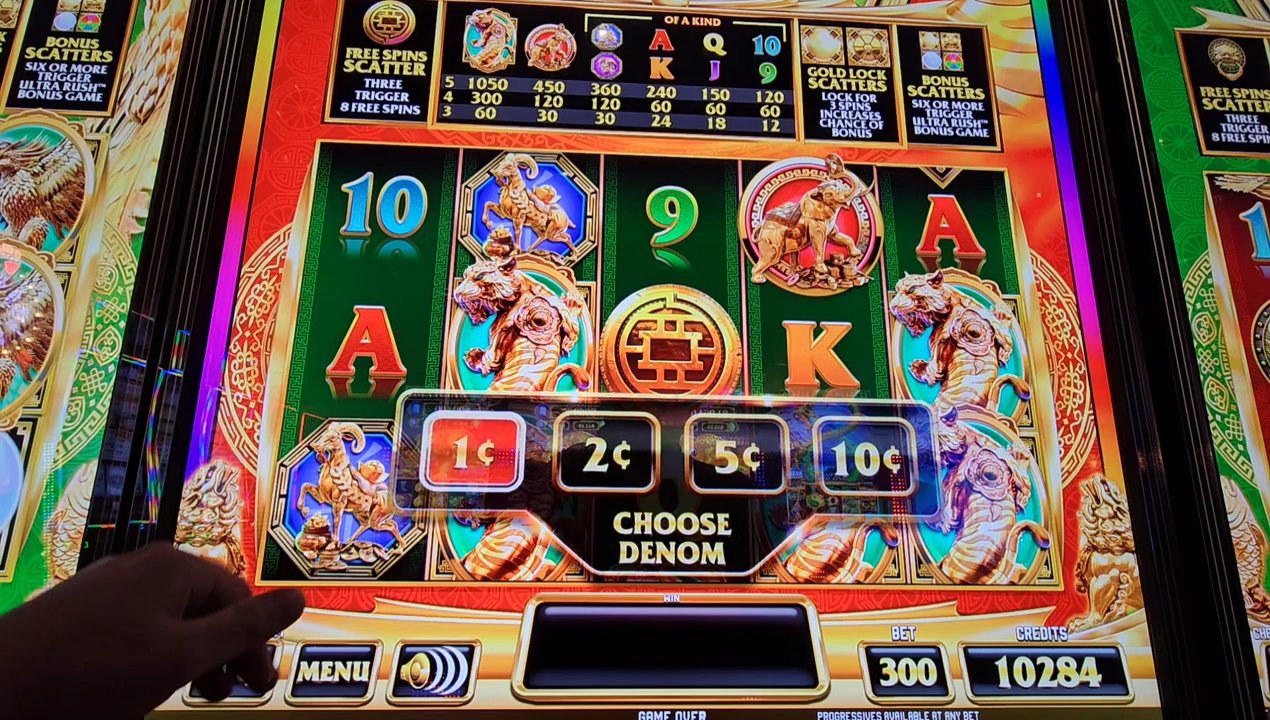 BONUS
SCATTERS
SIX OR MORE
TRIGGER
ULTRA RUSH™
BONUS GAME
FREE SPINS
SCATTER
THREE
TRIGGER
8 FREE SPINS
OF A KIND
A Q 10
K J 9
5 1050 450 360 240 150 120
4 300 120 120 60 60 60
3 60 30 30 24 18 12
GOLD LOCK
SCATTERS
LOCK FOR
3 SPINS
INCREASES
CHANCE OF
BONUS
BONUS
SCATTERS
SIX OR MORE
TRIGGER
ULTRA RUSH™
BONUS GAME
FREE SPINS
SCATTER
THREE
TRIGGER
8 FREE SPIN
10 9 A
A K
1¢ 2¢ 5¢ 10¢
CHOOSE
DENOM
WIN
BET
CREDITS
MENU
300
10284
GAME OVER
PROGRESSIVES AVAILABLE AT ANY BET